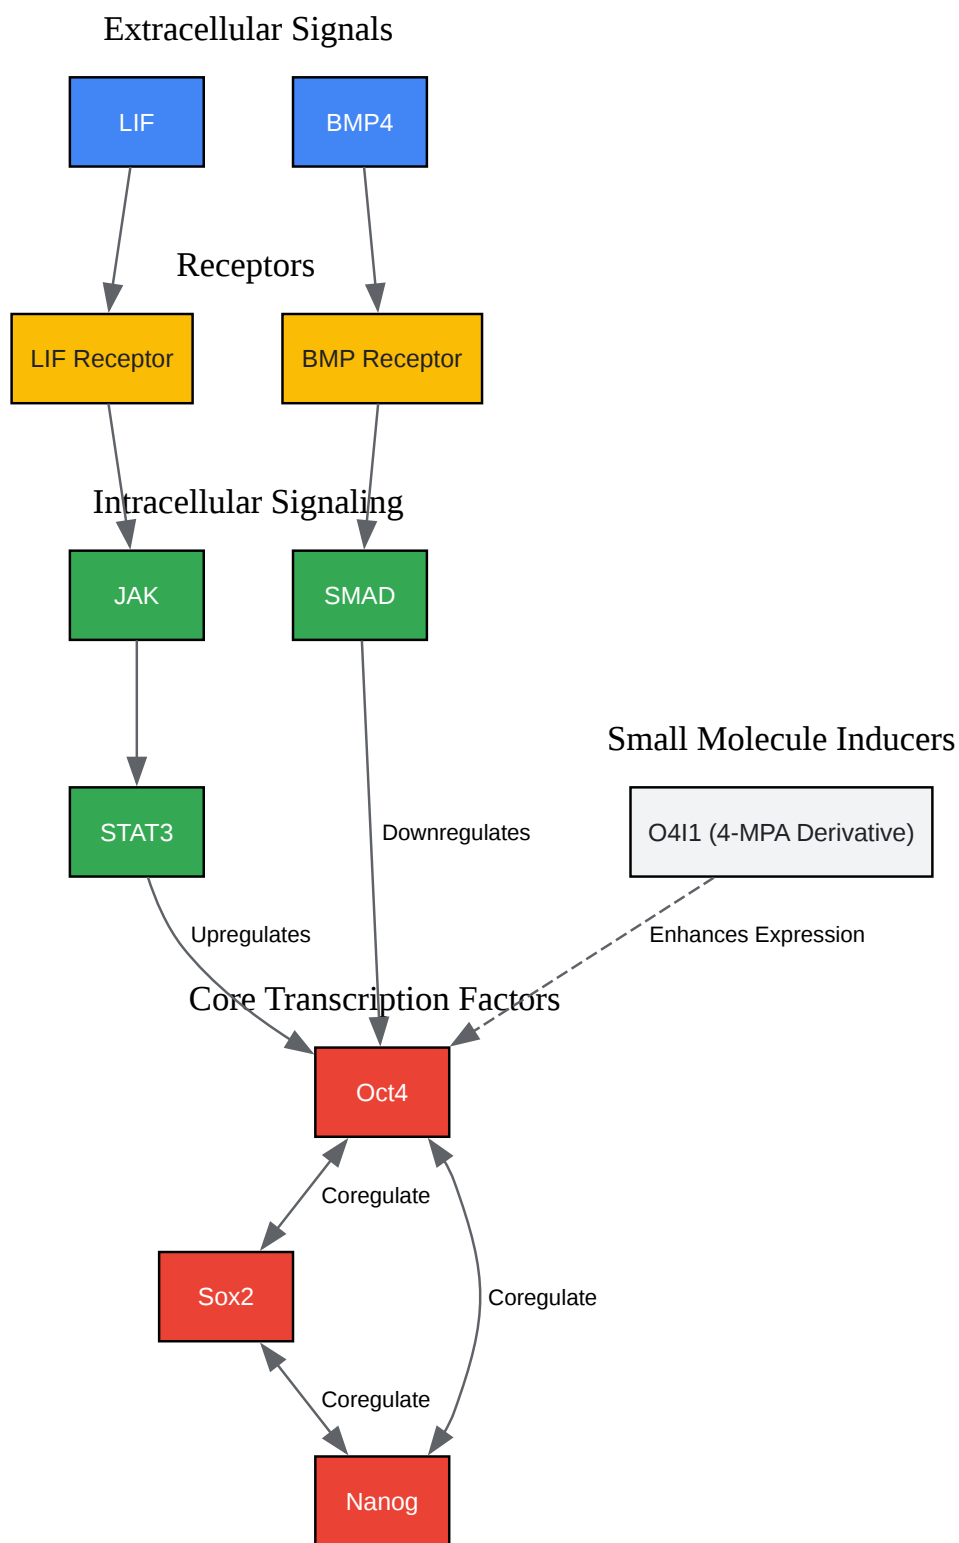 Extracellular Signals
LIF
BMP4
Receptors
LIF Receptor
BMP Receptor
Intracellular Signaling
JAK
SMAD
Small Molecule Inducers
STAT3
Downregulates
O4I1 (4-MPA Derivative)
Upregulates
Enhances Expression
Core Transcription Factors
Oct4
Coregulate
Sox2
Coregulate
Coregulate
Nanog